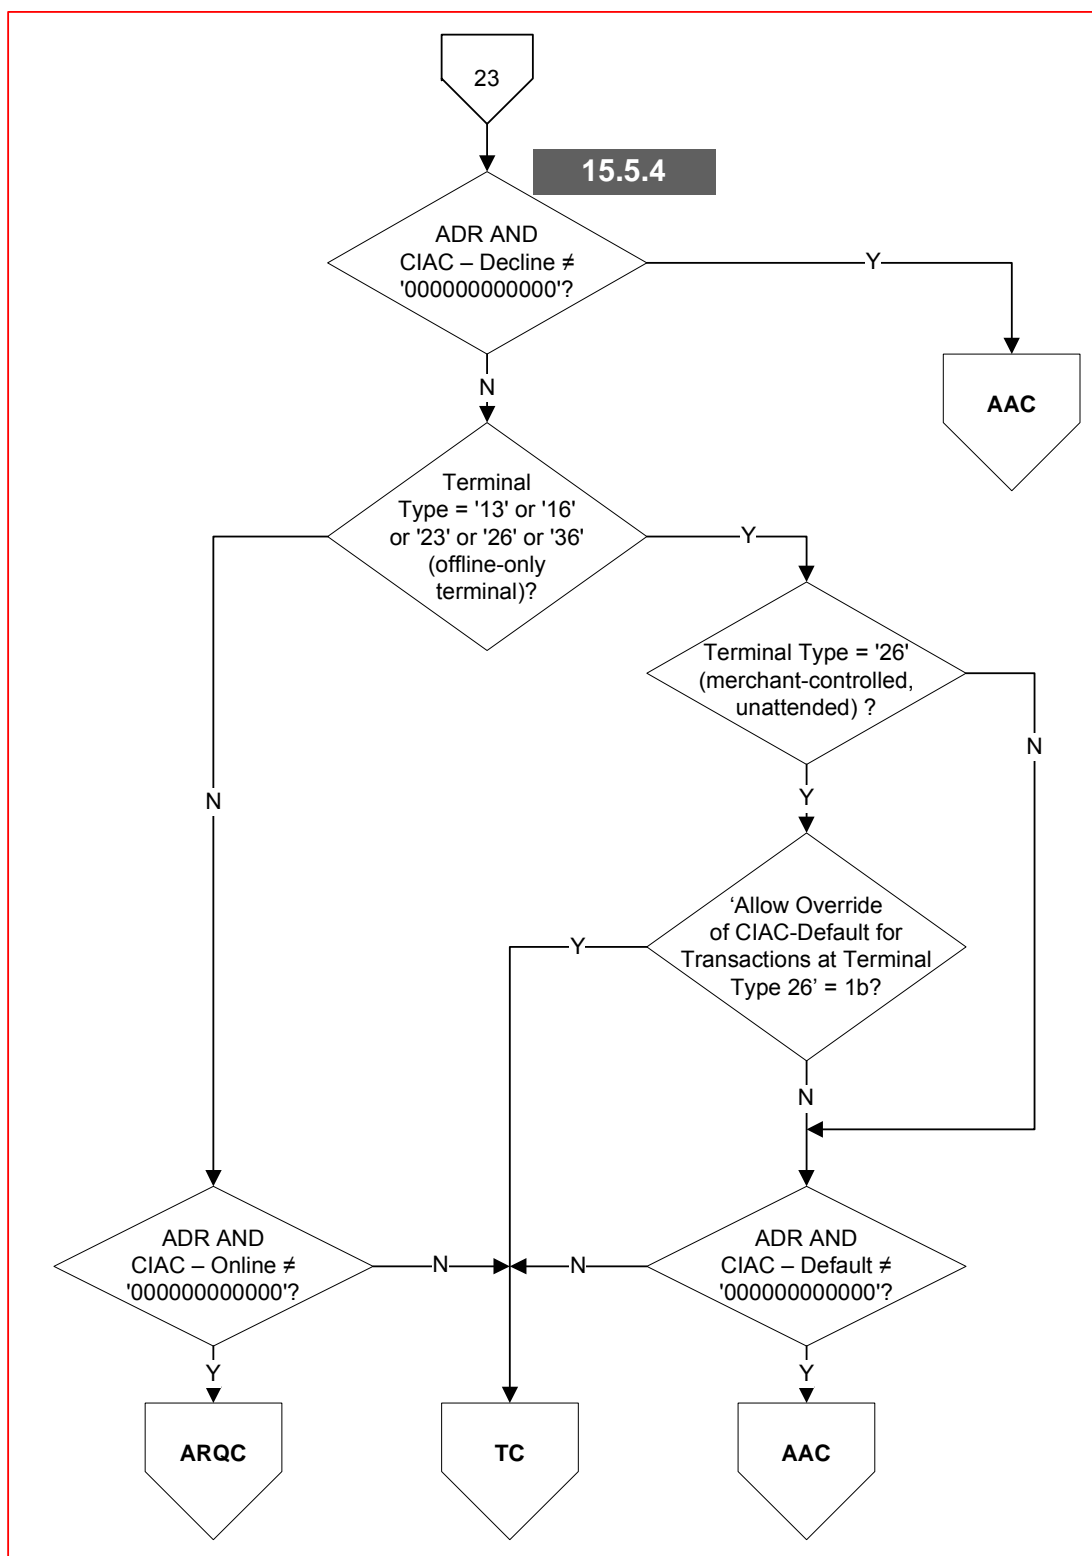 23
15.5.4
ADR AND
CIAC – Decline ≠
'000000000000'?
Y
N
AAC
Terminal
Type = '13' or '16'
or '23' or '26' or '36'
(offline-only
terminal)?
Y
N
Terminal Type = '26'
(merchant-controlled,
unattended) ?
N
Y
‘Allow Override
of CIAC-Default for
Transactions at Terminal
Type 26’ = 1b?
Y
N
ADR AND
CIAC – Online ≠
'000000000000'?
N
N
ADR AND
CIAC – Default ≠
'000000000000'?
Y
Y
ARQC
TC
AAC